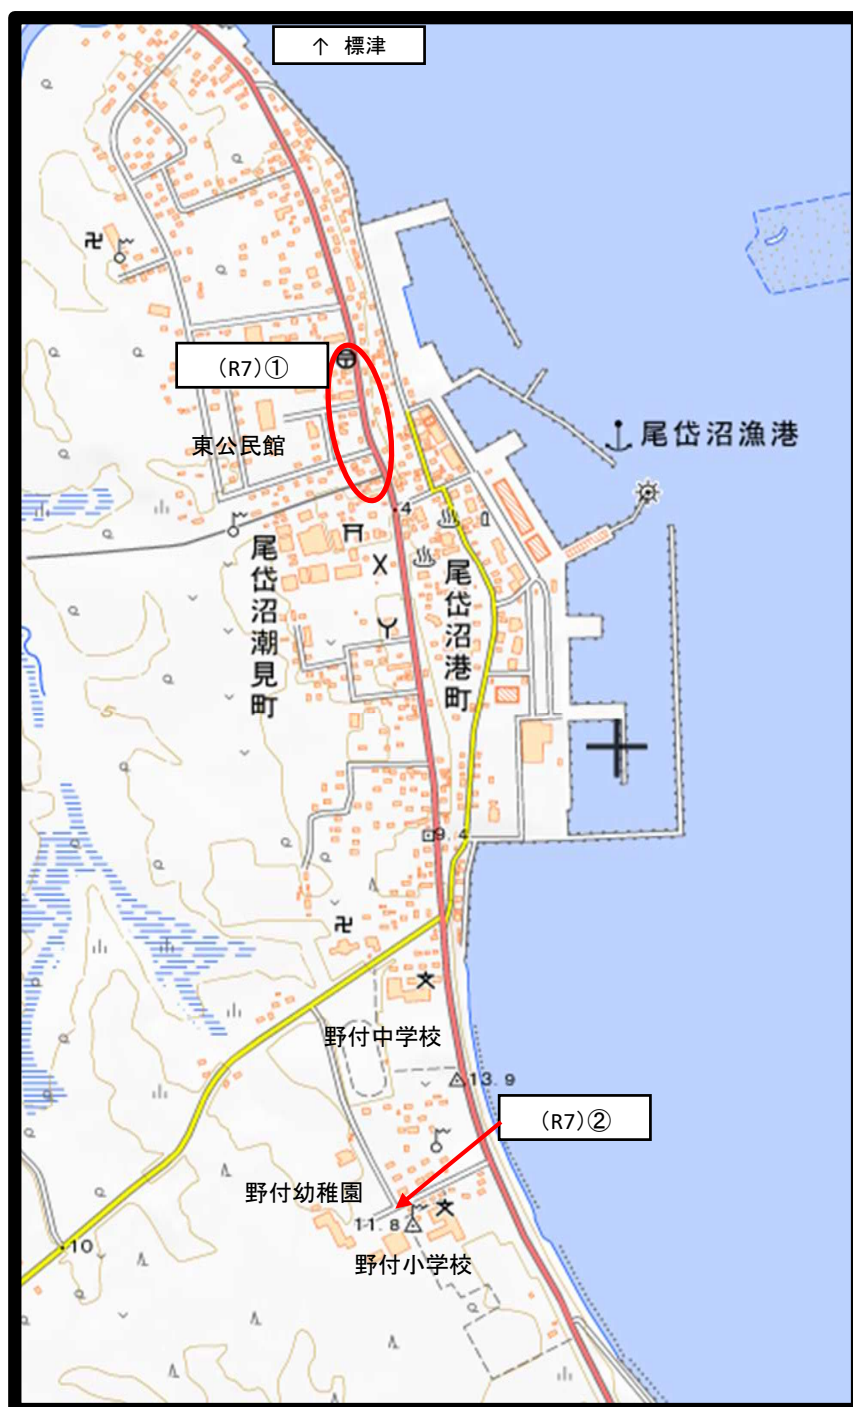 ↑ 標津
(R7)①
東公民館
尾岱沼漁港
4
尾岱沼潮見町
尾岱沼港町
9.4
野付中学校
13.9
(R7)②
野付幼稚園
11.8
10
野付小学校